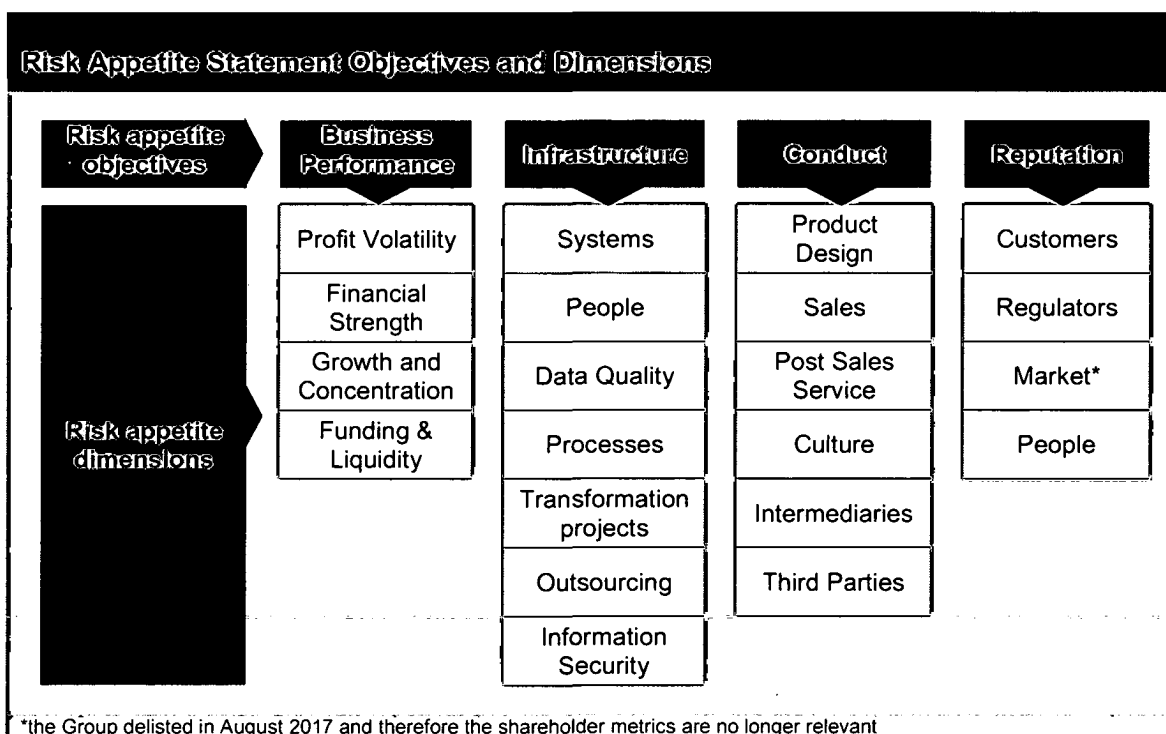 Risk Appetite Statement Objectives and Dimensions
Risk appetite
objectives
Business
Performance
Infrastructure
Conduct
Reputation
Risk appetite
dimensions
Profit Volatility
Financial
Strength
Growth and
Concentration
Funding &
Liquidity
Systems
People
Data Quality
Processes
Transformation
projects
Outsourcing
Information
Security
Product
Design
Sales
Post Sales
Service
Culture
Intermediaries
Third Parties
Customers
Regulators
Market*
People
*the Group delisted in August 2017 and therefore the shareholder metrics are no longer relevant